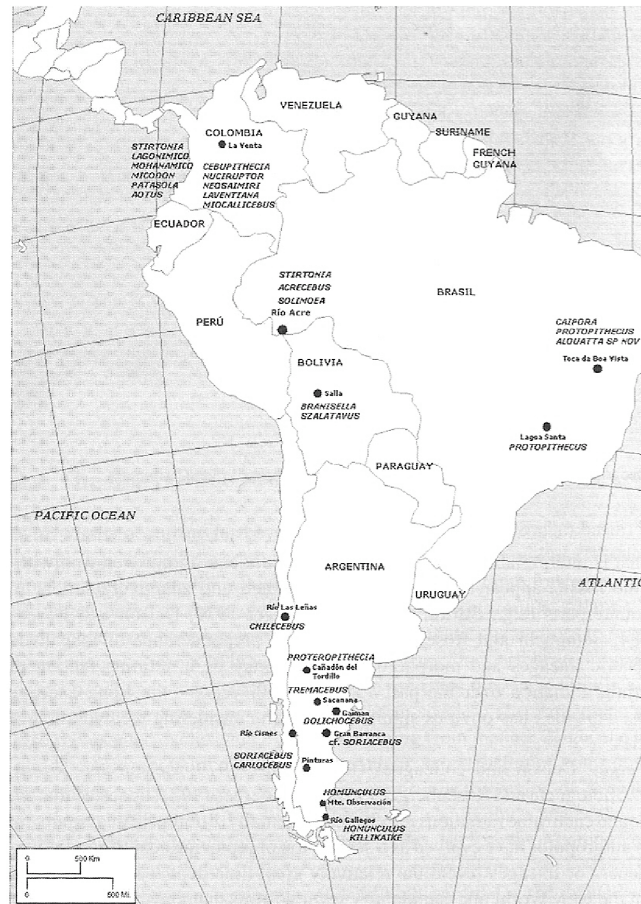 CARIBBEAN SEA
VENEZUELA
GUYANA
SURINAME
FRENCH
GUYANA
COLOMBIA
La Venta
STIRTONIA
LAGONIMICO
MOHANAMICO
MICODON
PATASOLA
AOTUS
CEBUPITHECIA
NUCIRUPTOR
NEOSAIMIRI
LAVENTIANA
MIOCALLICEBUS
ECUADOR
STIRTONIA
ACRECEBUS
SOLIMOEA
Río Acre
BRASIL
PERÚ
CAIPORA
PROTOPITHECUS
ALOUATTA SP NOV
Toca da Boa Vista
BOLIVIA
Salla
BRANISELLA
SZALATAVUS
Lagoa Santa
PROTOPITHECUS
PARAGUAY
PACIFIC OCEAN
ARGENTINA
ATLANTIC
URUGUAY
Río Las Leñas
CHILECEBUS
PROTEROPITHECIA
Cañadón del
Tordillo
TREMACEBUS
Sacanana
Gaiman
DOLICHOCEBUS
Río Cisnes
Gran Barranca
cf. SORIACEBUS
SORIACEBUS
CARLOCEBUS
Pinturas
HOMUNCULUS
Mte. Observación
Río Gallegos
HOMUNCULUS
KILLIKAIKE
0 500 Km
0 500 Mi